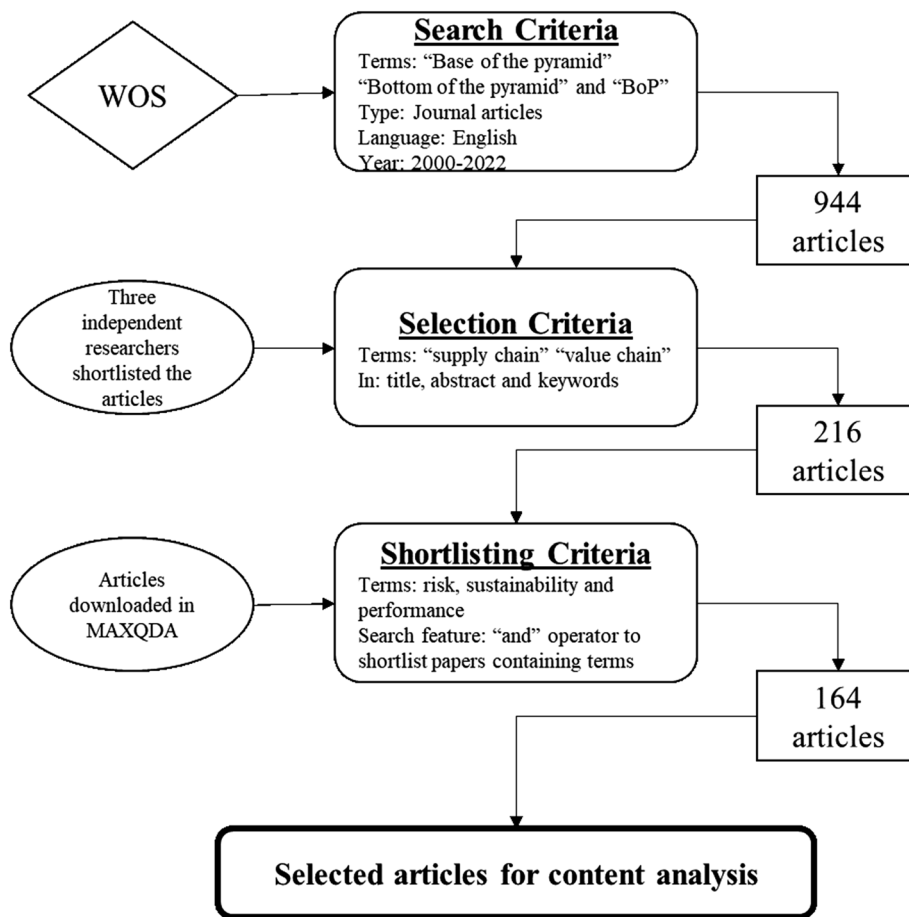 WOS
Search Criteria
Terms: “Base of the pyramid”
“Bottom of the pyramid” and “BoP”
Type: Journal articles
Language: English
Year: 2000-2022
944
articles
Three
independent
researchers
shortlisted the
articles
Selection Criteria
Terms: “supply chain” “value chain”
In: title, abstract and keywords
216
articles
Articles
downloaded in
MAXQDA
Shortlisting Criteria
Terms: risk, sustainability and
performance
Search feature: “and” operator to
shortlist papers containing terms
164
articles
Selected articles for content analysis